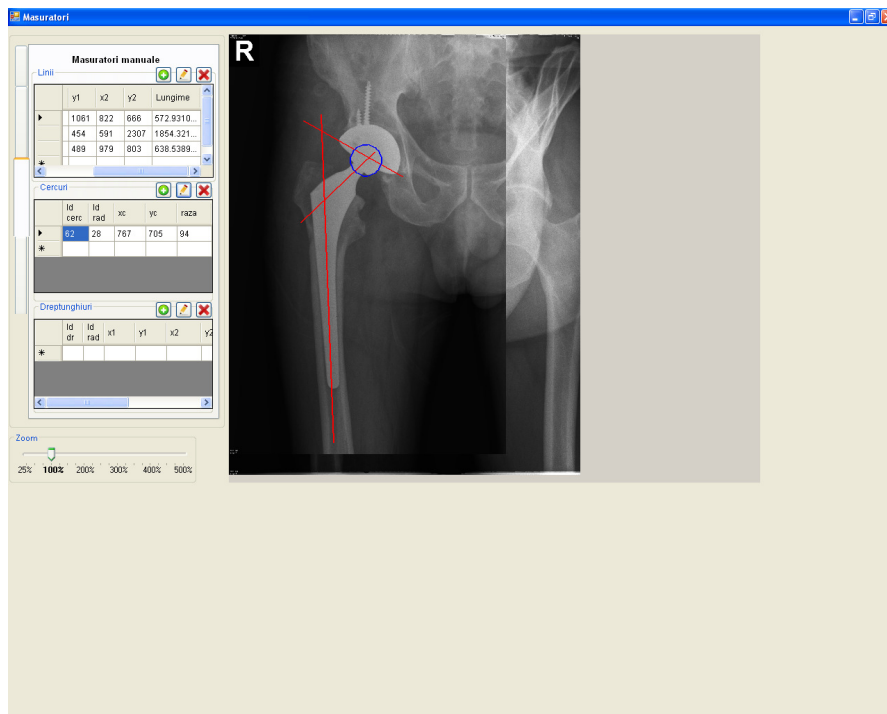 Masuratori
Masuratori manuale
Linii
y1 x2 y2 Lungime
1061 822 666 572.9310...
454 591 2307 1854.321...
489 979 803 638.5389...
Cercuri
Id cerc Id rad xc yc raza
62 28 767 705 94
Dreptunghiuri
Id dr Id rad x1 y1 x2 y2
Zoom
25% 100% 200% 300% 400% 500%
R